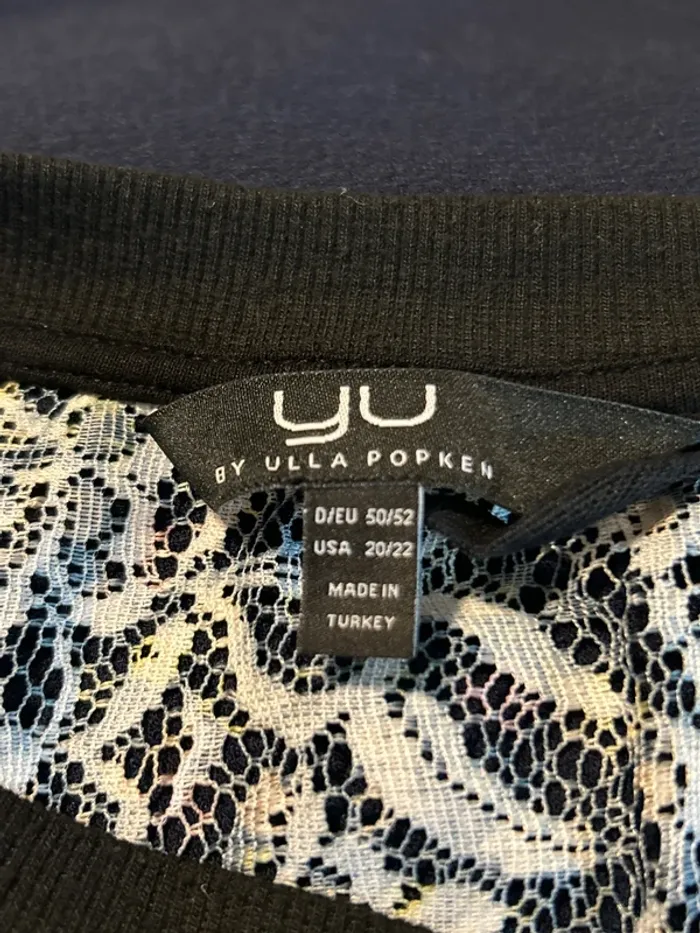 yu
BY ULLA POPKEN
D/EU 50/52
USA 20/22
MADE IN
TURKEY